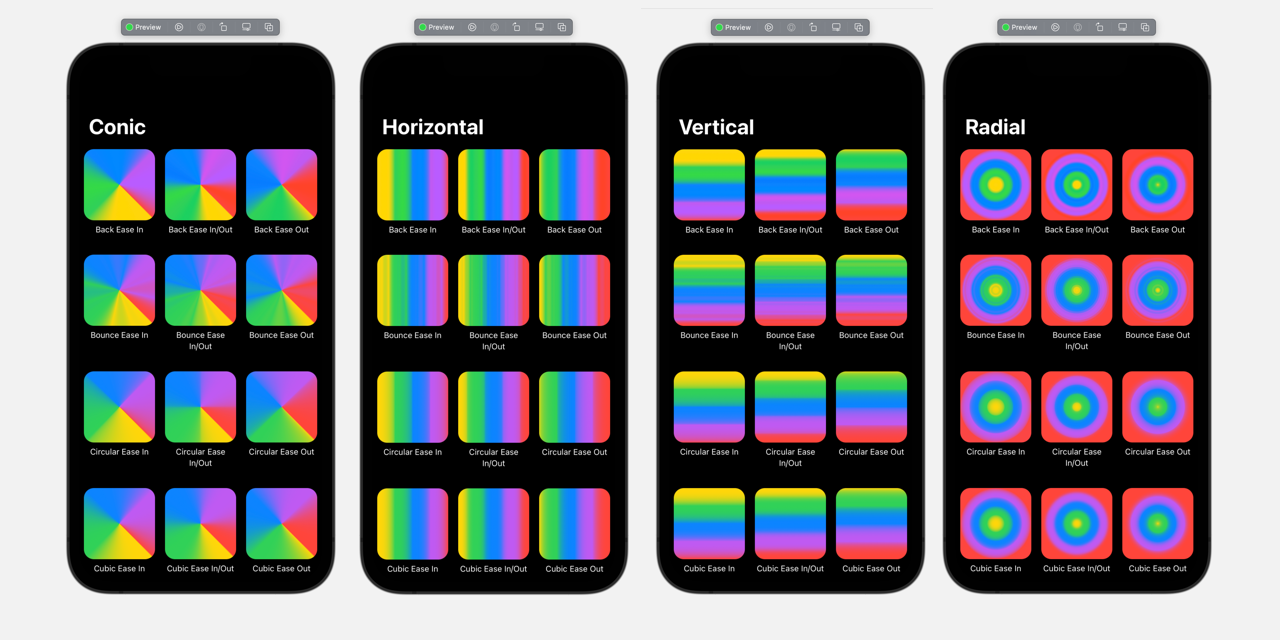 Preview
Preview
Preview
Preview
Conic
Back Ease In
Back Ease In/Out
Back Ease Out
Bounce Ease In
Bounce Ease
In/Out
Bounce Ease Out
Circular Ease In
Circular Ease
In/Out
Circular Ease Out
Cubic Ease In
Cubic Ease In/Out
Cubic Ease Out
Horizontal
Back Ease In
Back Ease In/Out
Back Ease Out
Bounce Ease In
Bounce Ease
In/Out
Bounce Ease Out
Circular Ease In
Circular Ease
In/Out
Circular Ease Out
Cubic Ease In
Cubic Ease In/Out
Cubic Ease Out
Vertical
Back Ease In
Back Ease In/Out
Back Ease Out
Bounce Ease In
Bounce Ease
In/Out
Bounce Ease Out
Circular Ease In
Circular Ease
In/Out
Circular Ease Out
Cubic Ease In
Cubic Ease In/Out
Cubic Ease Out
Radial
Back Ease In
Back Ease In/Out
Back Ease Out
Bounce Ease In
Bounce Ease
In/Out
Bounce Ease Out
Circular Ease In
Circular Ease
In/Out
Circular Ease Out
Cubic Ease In
Cubic Ease In/Out
Cubic Ease Out